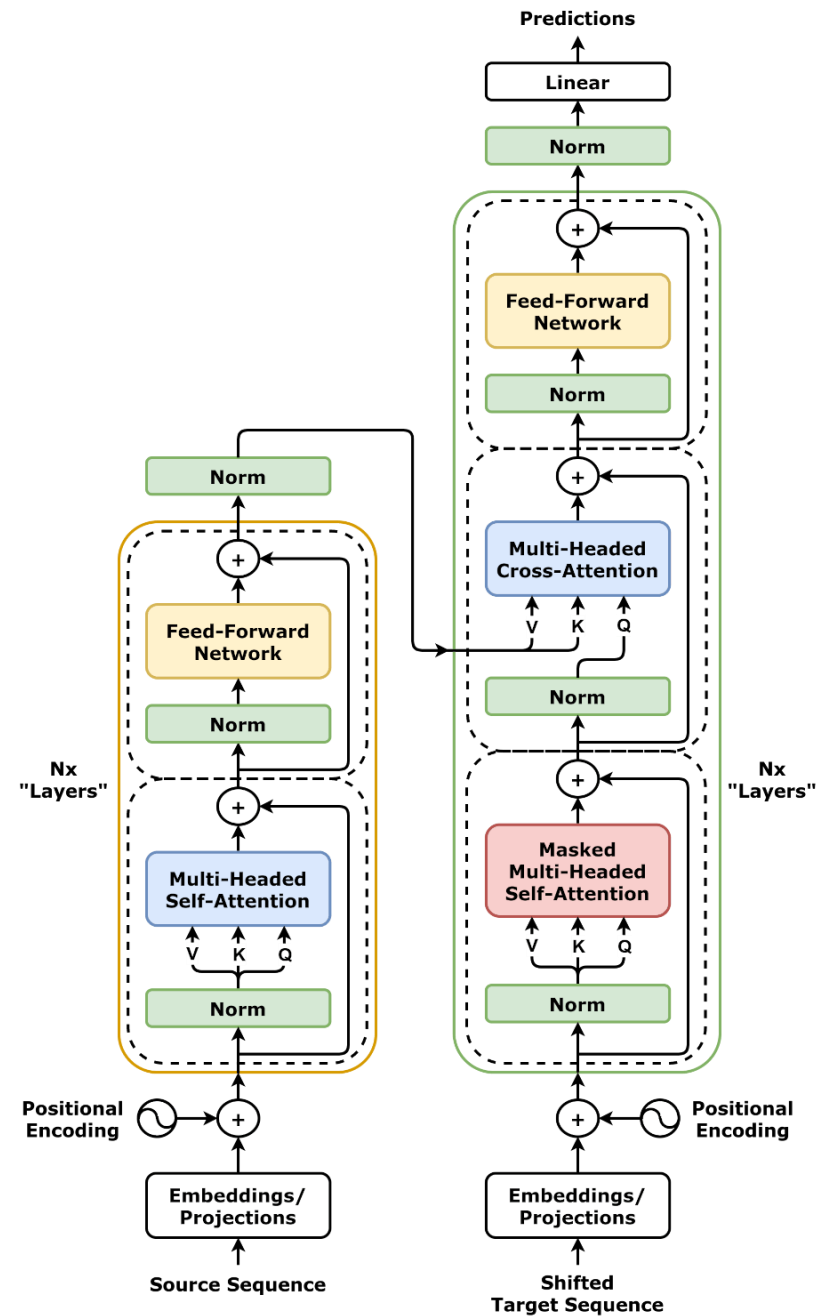 Predictions
Linear
Norm
+
Feed-Forward
Network
Norm
+
Multi-Headed
Cross-Attention
V K Q
Norm
+
Masked
Multi-Headed
Self-Attention
V K Q
Norm
Nx
"Layers"
+
Positional
Encoding
Embeddings/
Projections
Shifted
Target Sequence
Norm
+
Feed-Forward
Network
Norm
+
Multi-Headed
Self-Attention
V K Q
Norm
Nx
"Layers"
Positional
Encoding
+
Embeddings/
Projections
Source Sequence